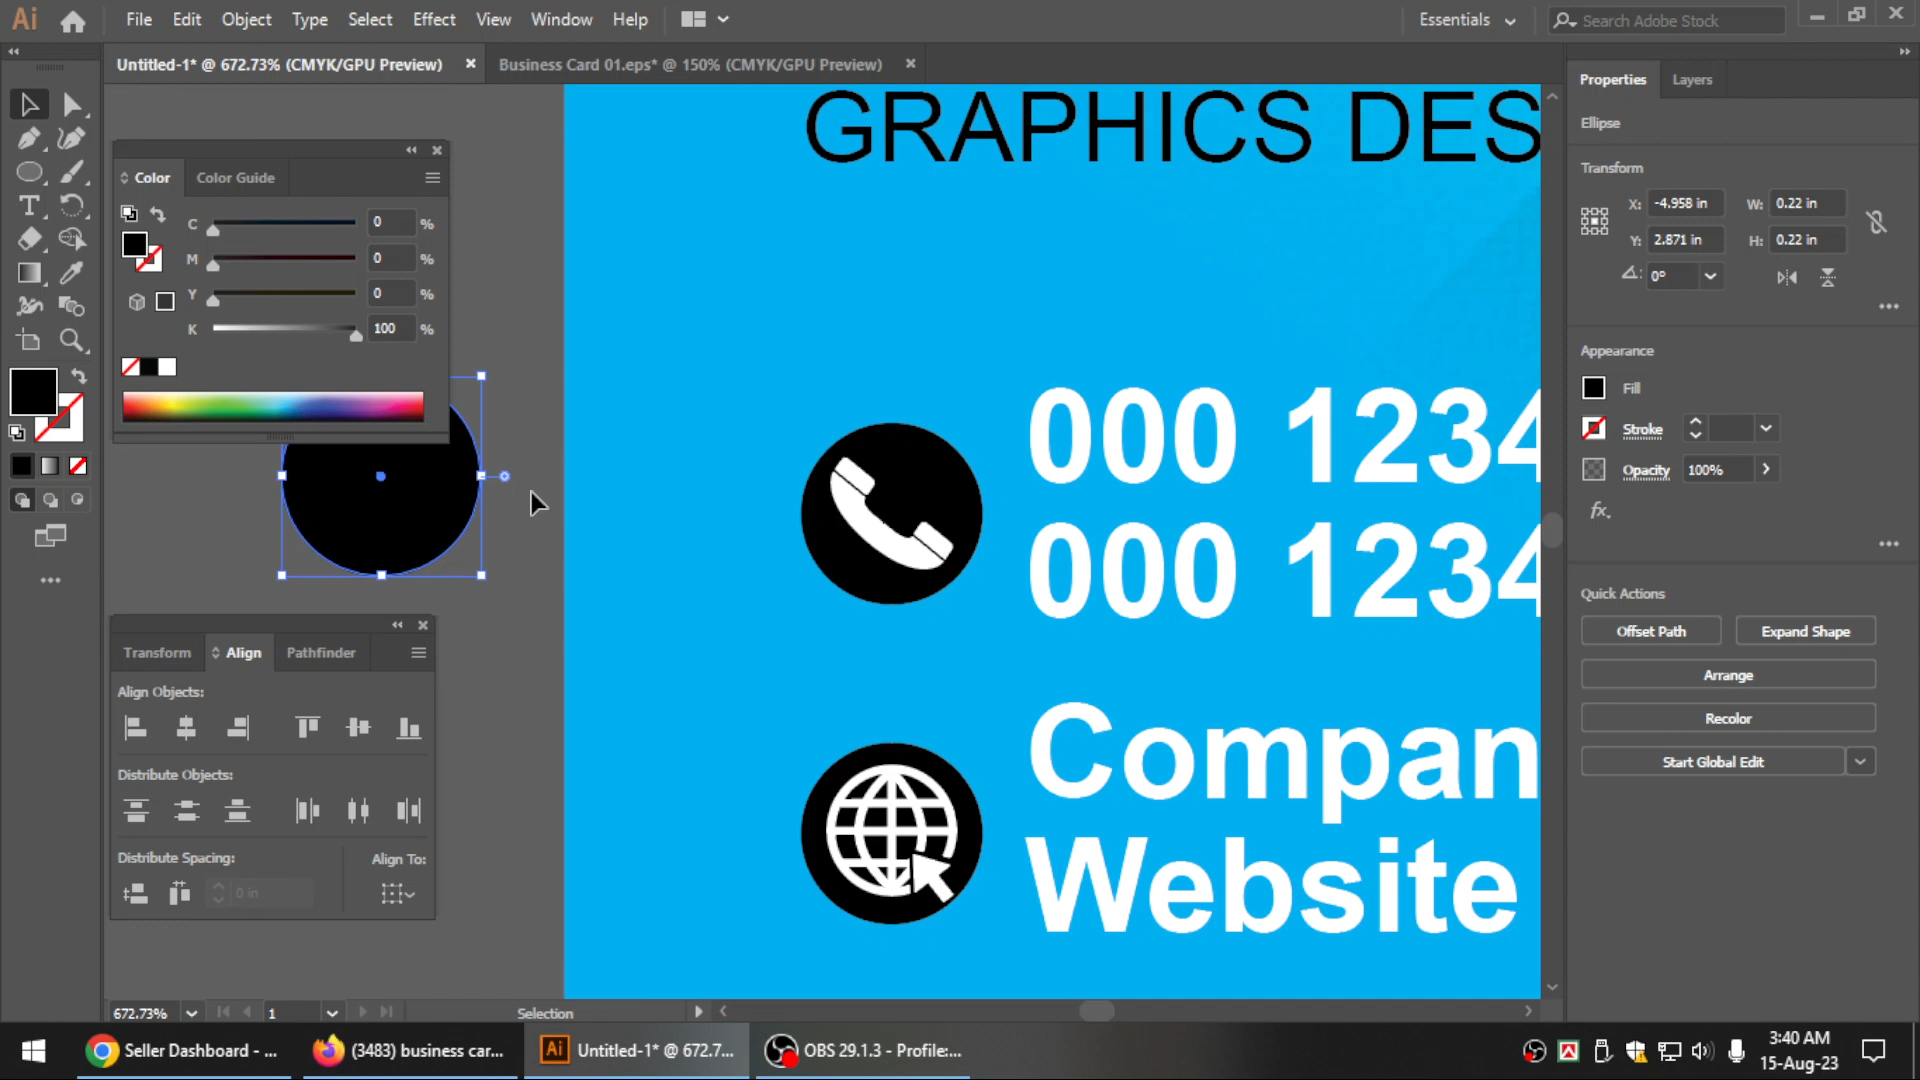 Ai File Edit Object Type Select Effect View Window Help Essentials Search Adobe Stock
Untitled-1* @ 672.73% (CMYK/GPU Preview) Business Card 01.eps* @ 150% (CMYK/GPU Preview)
Properties Layers
Ellipse
Transform
X: -4.958 in W: 0.22 in
Y: 2.871 in H: 0.22 in
0°
Appearance
Fill
Stroke
Opacity 100%
fx.
Quick Actions
Offset Path Expand Shape
Arrange
Recolor
Start Global Edit
Color Color Guide
C 0 %
M 0 %
Y 0 %
K 100 %
Transform Align Pathfinder
Align Objects:
Distribute Objects:
Distribute Spacing: Align To:
0 in
GRAPHICS DES
000 1234
000 1234
Compan
Website
672.73% 1 Selection
Seller Dashboard - ... (3483) business car... Ai Untitled-1* @ 672.7... OBS 29.1.3 - Profile:...
3:40 AM
15-Aug-23